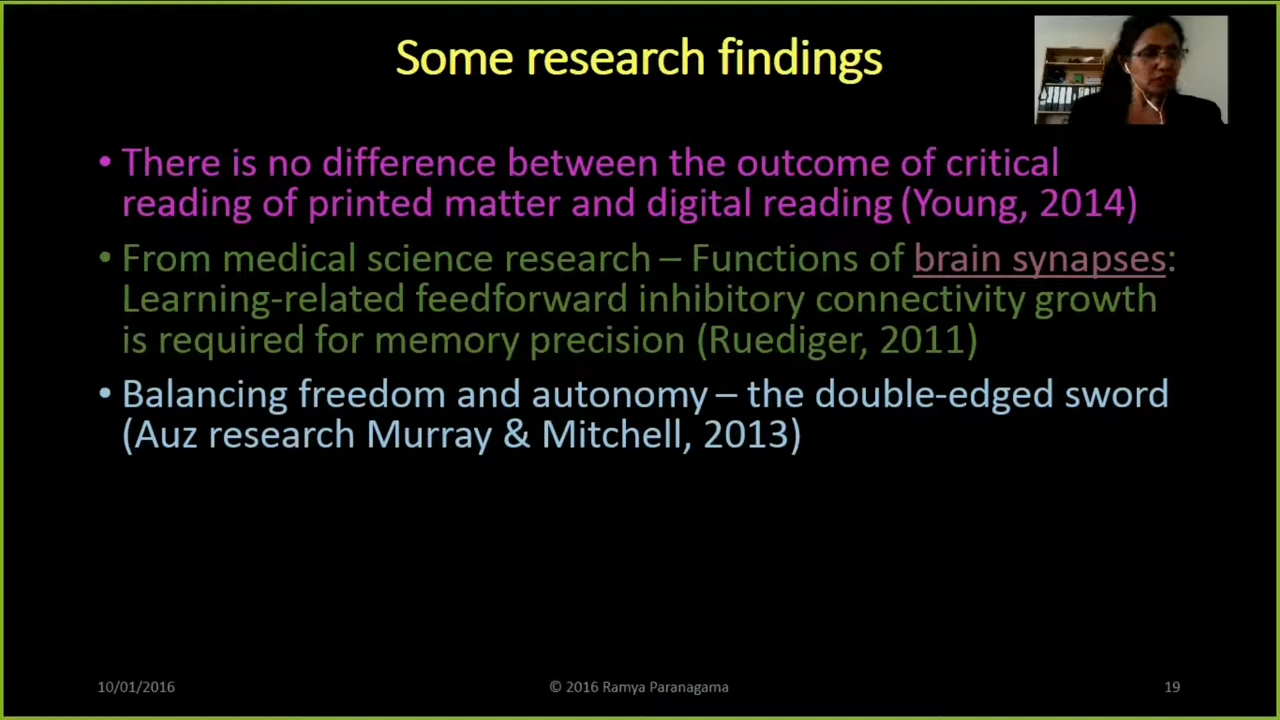 Some research findings
• There is no difference between the outcome of critical
reading of printed matter and digital reading (Young, 2014)
• From medical science research – Functions of brain synapses:
Learning-related feedforward inhibitory connectivity growth
is required for memory precision (Ruediger, 2011)
• Balancing freedom and autonomy – the double-edged sword
(Auz research Murray & Mitchell, 2013)
10/01/2016
© 2016 Ramya Paranagama
19